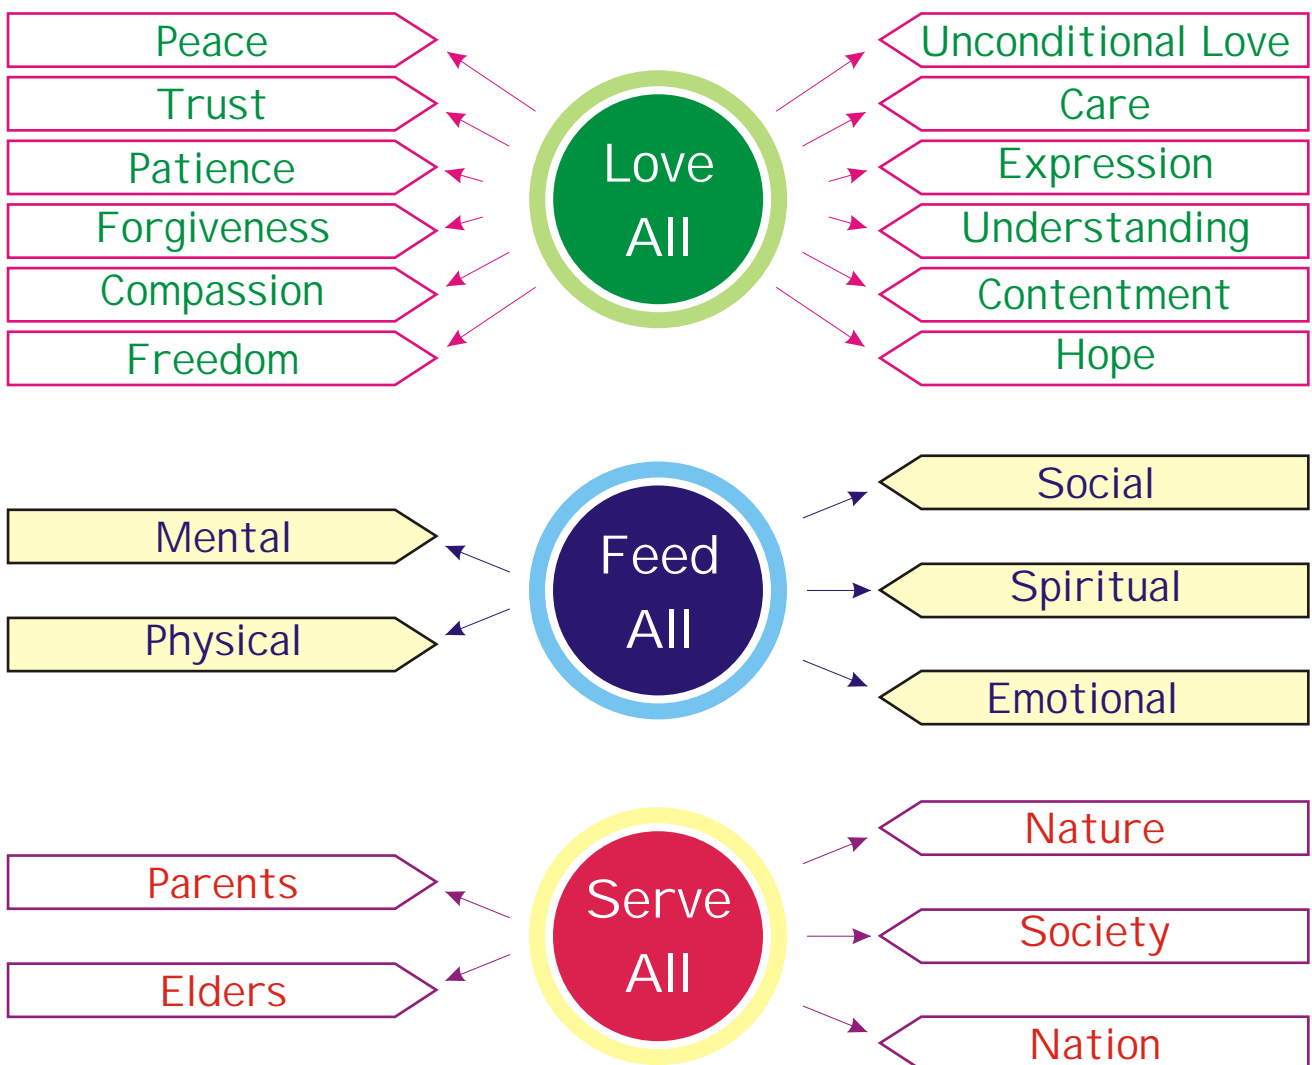 Peace
Trust
Patience
Forgiveness
Compassion
Freedom
Love
All
Unconditional Love
Care
Expression
Understanding
Contentment
Hope
Mental
Physical
Feed
All
Social
Spiritual
Emotional
Parents
Elders
Serve
All
Nature
Society
Nation